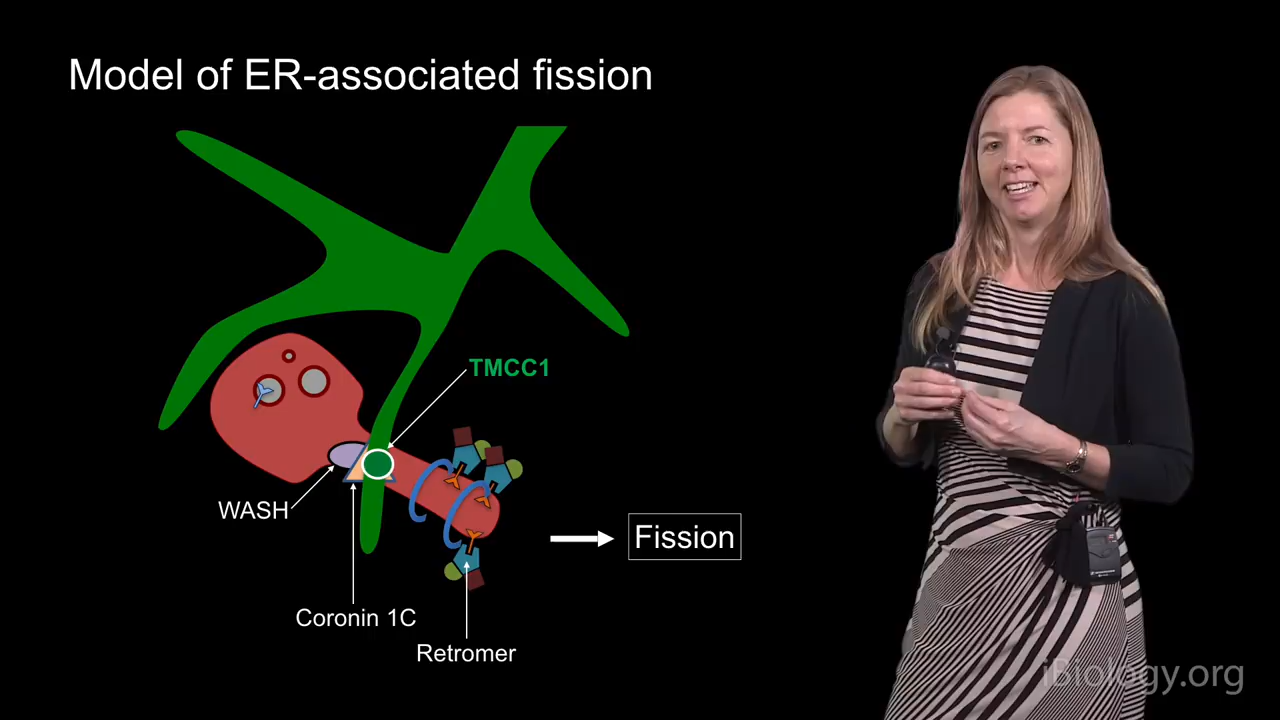 Model of ER-associated fission
TMCC1
WASH
Fission
Coronin 1C
Retromer
iBiology.org